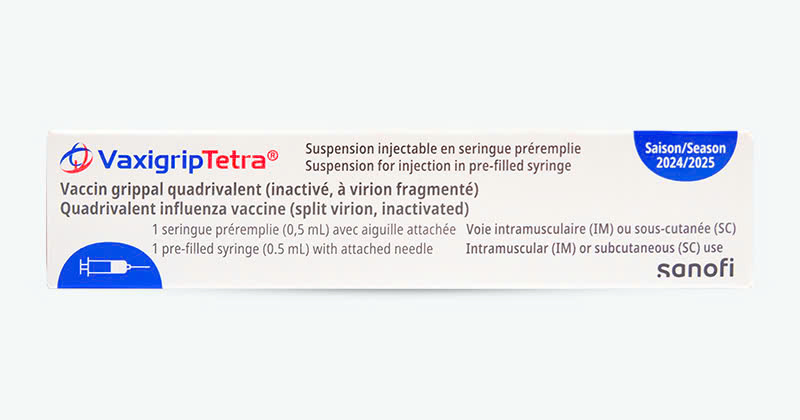 VaxigripTetra®
Suspension injectable en seringue préremplie
Suspension for injection in pre-filled syringe
Saison/Season
2024/2025
Vaccin grippal quadrivalent (inactivé, à virion fragmenté)
Quadrivalent influenza vaccine (split virion, inactivated)
1 seringue préremplie (0,5 mL) avec aiguille attachée
1 pre-filled syringe (0.5 mL) with attached needle
Voie intramusculaire (IM) ou sous-cutanée (SC)
Intramuscular (IM) or subcutaneous (SC) use
sanofi